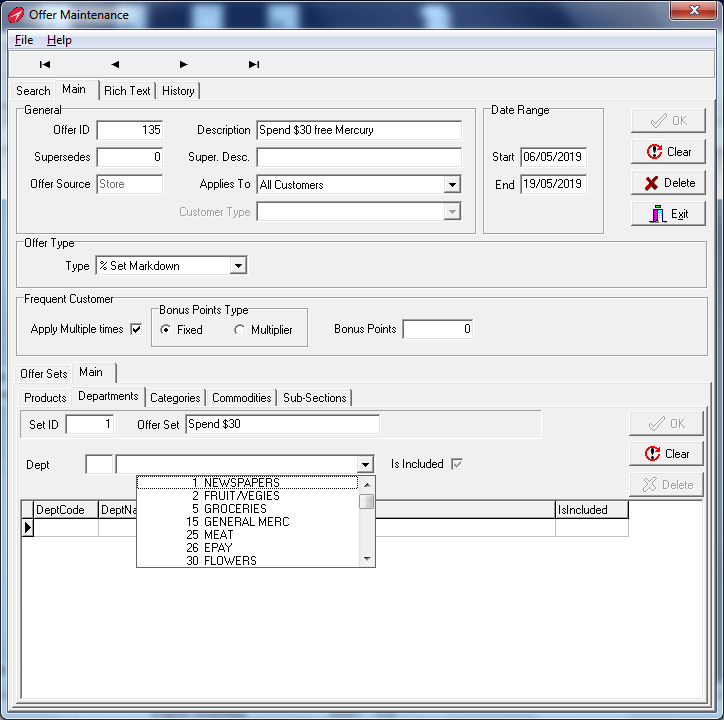 Offer Maintenance
File Help
Search Main Rich Text History
General
Date Range
Offer ID 135 Description Spend $30 free Mercury
OK
Supersedes 0 Super. Desc. Start 06/05/2019
Clear
Offer Source Store Applies To All Customers End 19/05/2019
Delete
Customer Type
Exit
Offer Type
Type % Set Markdown
Frequent Customer
Bonus Points Type
Apply Multiple times Fixed Multiplier Bonus Points 0
Offer Sets Main
Products Departments Categories Commodities Sub-Sections
Set ID 1 Offer Set Spend $30
OK
Clear
Dept Is Included
Delete
1 NEWSPAPERS
2 FRUIT/VEGIES
5 GROCERIES
15 GENERAL MERC
25 MEAT
26 EPAY
30 FLOWERS
DeptCode DeptNa IsIncluded